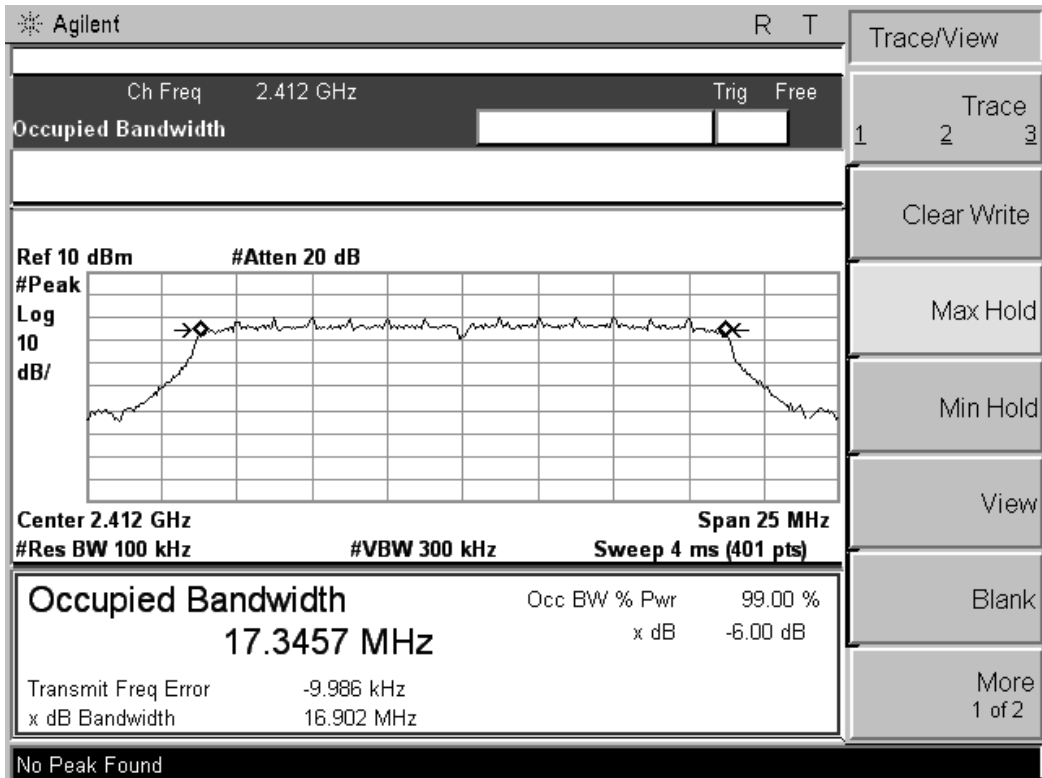 Agilent R T
Ch Freq 2.412 GHz Trig Free
Occupied Bandwidth
Ref 10 dBm #Atten 20 dB
#Peak
Log
10
dB/
Center 2.412 GHz Span 25 MHz
#Res BW 100 kHz #VBW 300 kHz Sweep 4 ms (401 pts)
Occupied Bandwidth Occ BW % Pwr 99.00 %
17.3457 MHz x dB -6.00 dB
Transmit Freq Error -9.986 kHz
x dB Bandwidth 16.902 MHz
No Peak Found
Trace/View
Trace
1 2 3
Clear Write
Max Hold
Min Hold
View
Blank
More
1 of 2